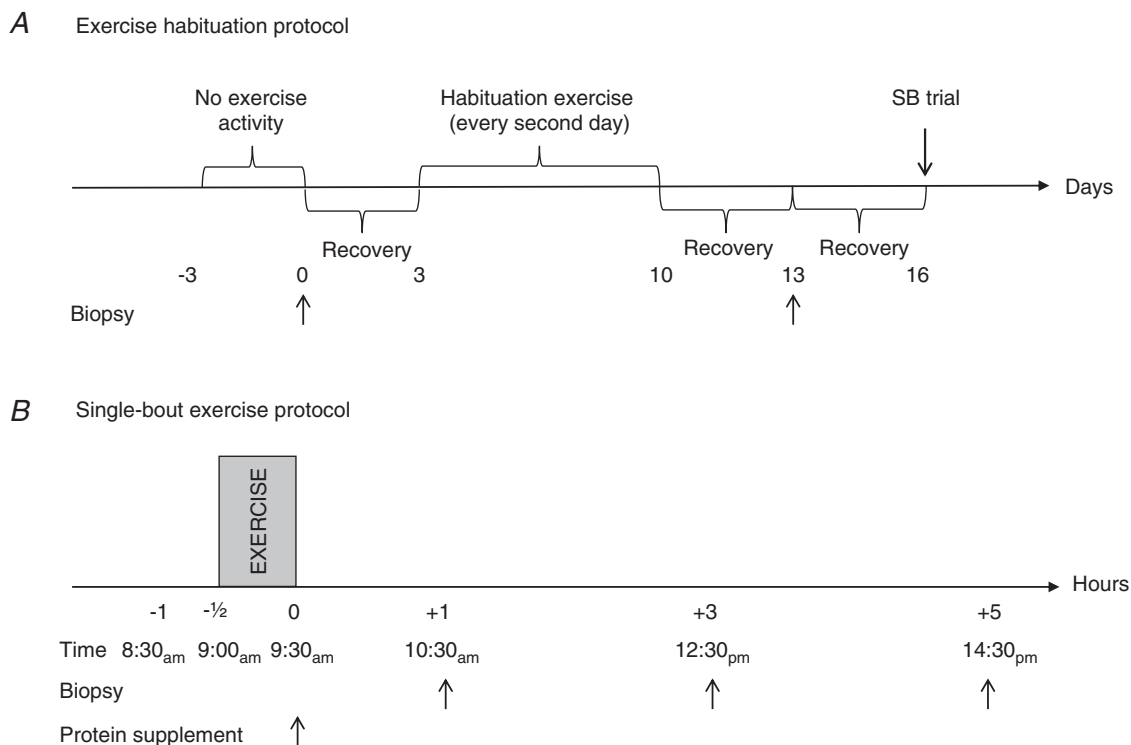 A Exercise habituation protocol
No exercise
activity
Habituation exercise
(every second day)
SB trial
Days
Recovery
Recovery
Recovery
-3 0 3 10 13 16
Biopsy
B Single-bout exercise protocol
EXERCISE
Hours
-1 -½ 0 +1 +3 +5
Time 8:30am 9:00am 9:30am 10:30am 12:30pm 14:30pm
Biopsy
Protein supplement